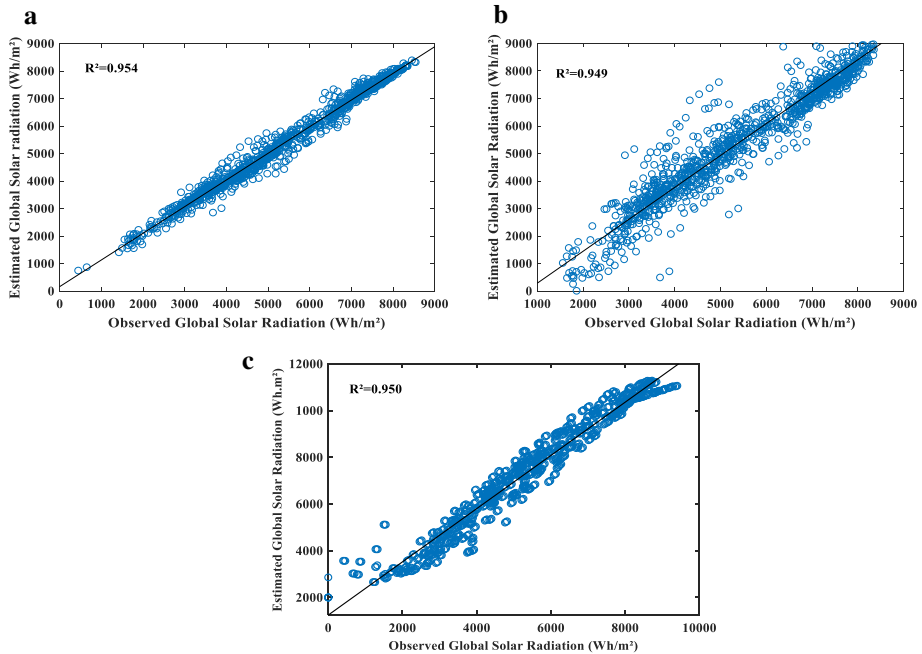 a
R²=0.954
Estimated Global Solar radiation (Wh/m²)
9000
8000
7000
6000
5000
4000
3000
2000
1000
0
0 1000 2000 3000 4000 5000 6000 7000 8000 9000
Observed Global Solar Radiation (Wh/m²)
b
R²=0.949
Estimated Global Solar Radiation (Wh/m²)
9000
8000
7000
6000
5000
4000
3000
2000
1000
0
1000 2000 3000 4000 5000 6000 7000 8000 9000
Observed Global Solar Radiation (Wh/m²)
c
R²=0.950
Estimated Global Solar Radiation (Wh.m²)
12000
10000
8000
6000
4000
2000
0 2000 4000 6000 8000 10000
Observed Global Solar Radiation (Wh/m²)